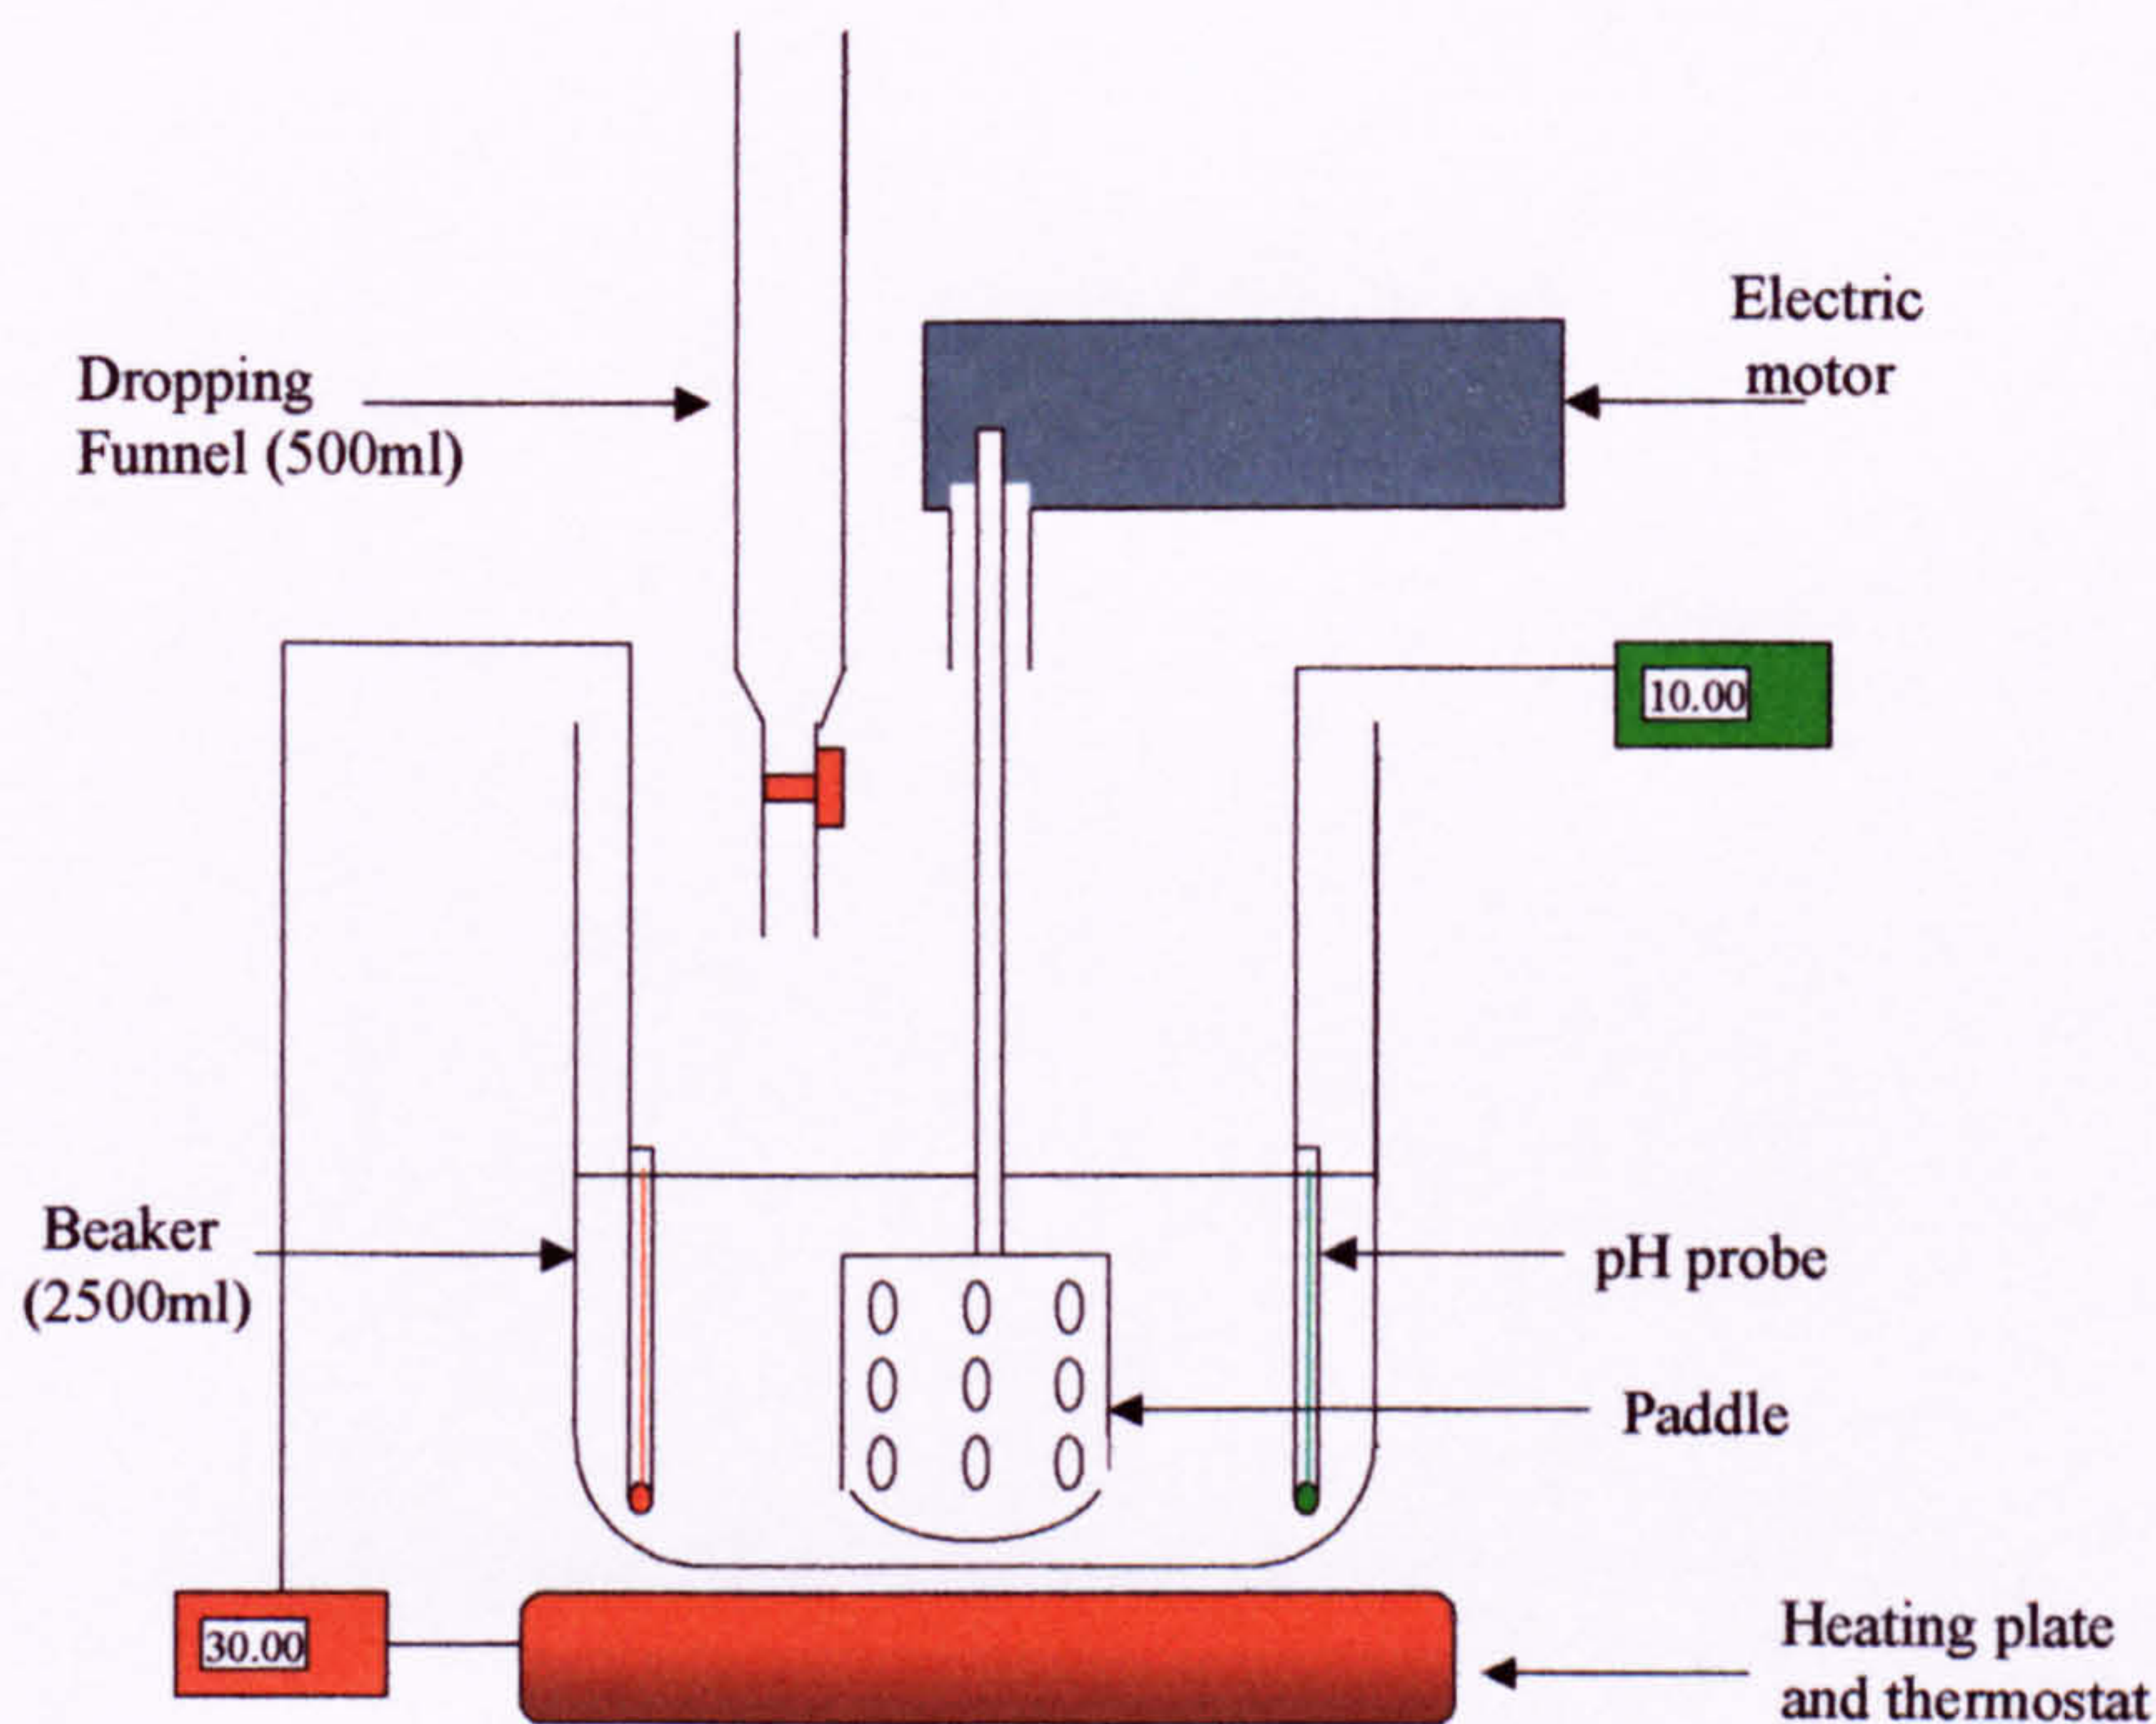 Electric
motor
Dropping
Funnel (500ml)
10.00
Beaker
(2500ml)
pH probe
Paddle
30.00
Heating plate
and thermostat